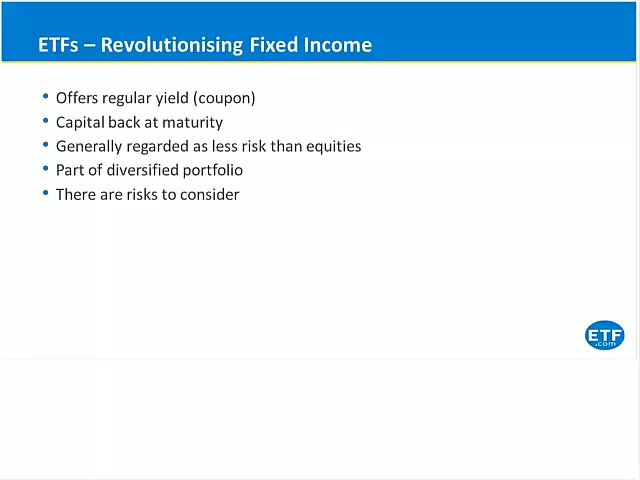 ETFs – Revolutionising Fixed Income
• Offers regular yield (coupon)
• Capital back at maturity
• Generally regarded as less risk than equities
• Part of diversified portfolio
• There are risks to consider
ETF
.com